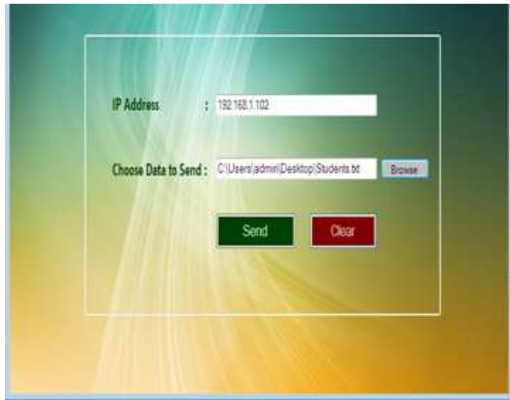 IP Address : 192.168.1.102
Choose Data to Send : C:\Users\admin\Desktop\Students.txt Browse
Send Clear